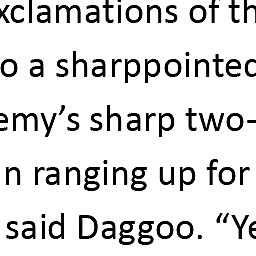 xclamations of th
o a sharppointed
emy’s sharp two-
n ranging up for
said Daggoo. “Ye